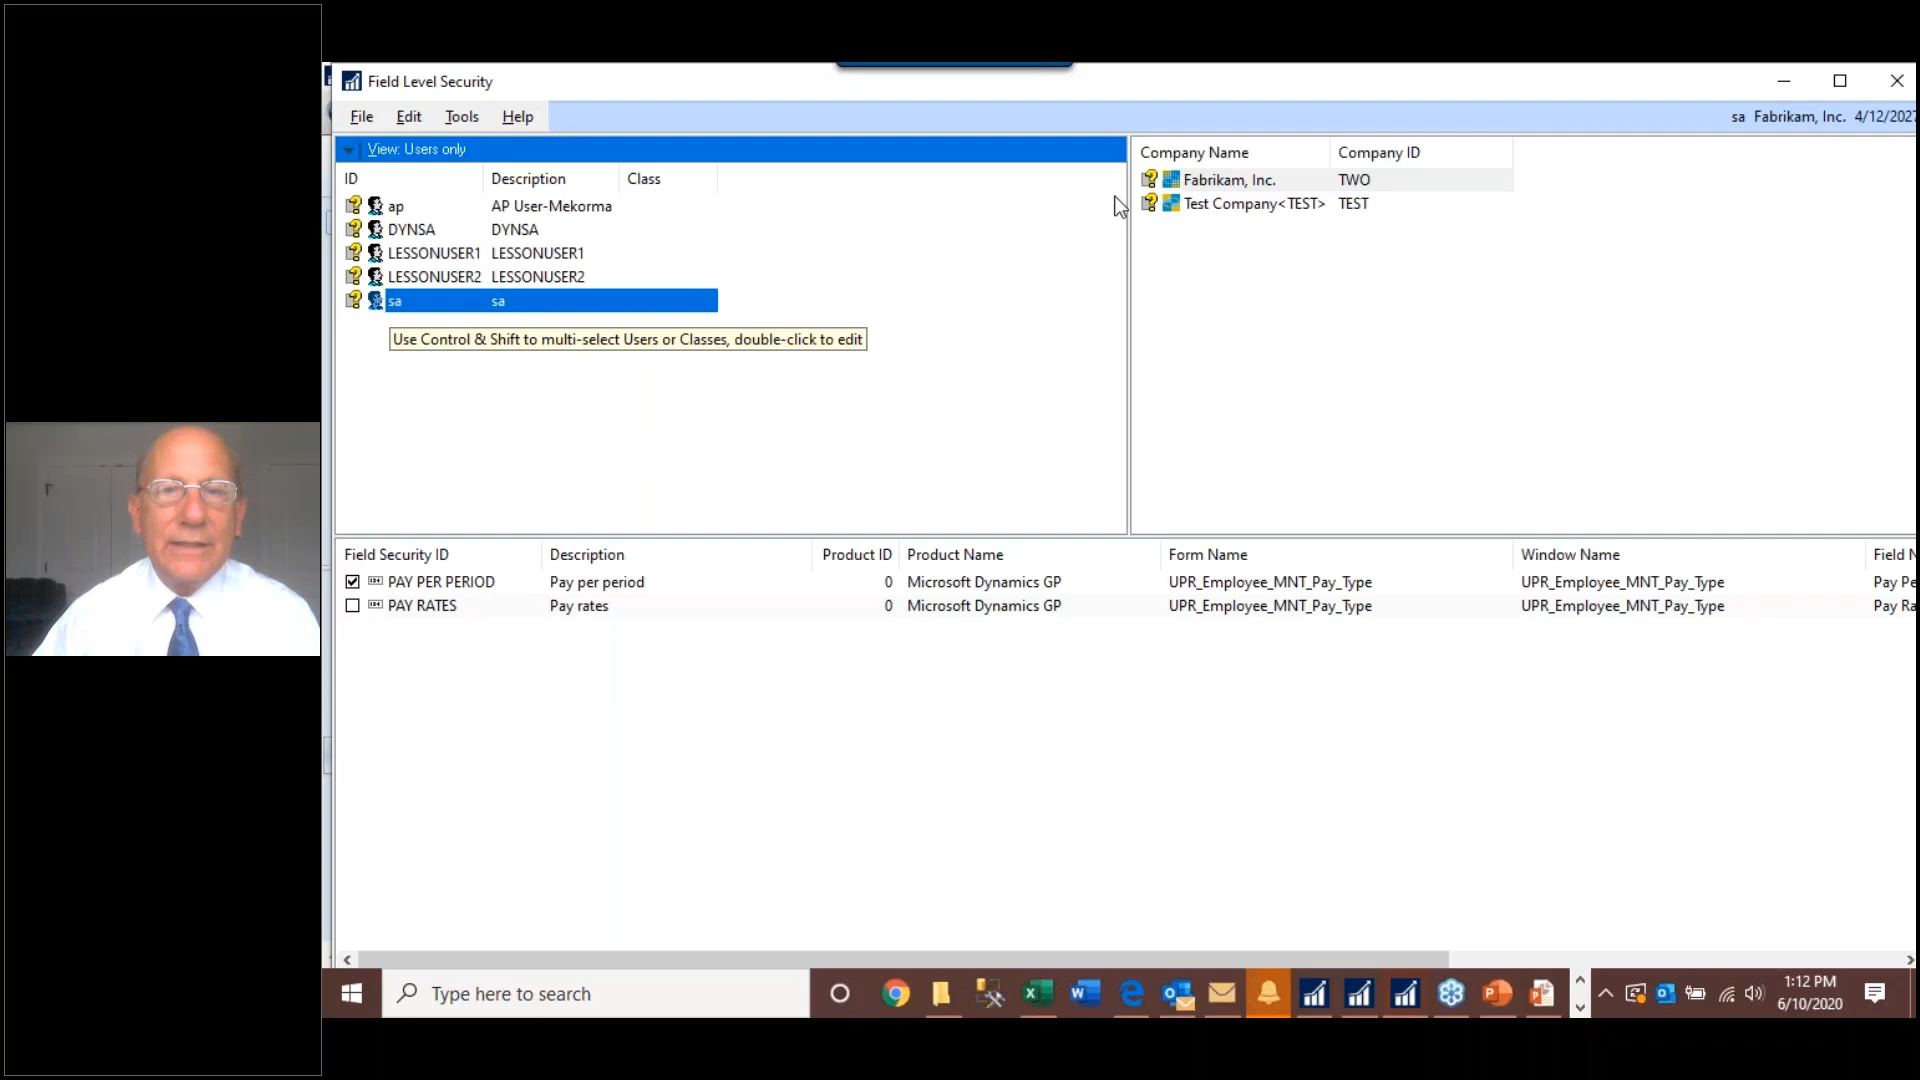 Field Level Security
File Edit Tools Help
sa Fabrikam, Inc. 4/12/2027
View: Users only
ID Description Class
ap AP User-Mekorma
DYNSA DYNSA
LESSONUSER1 LESSONUSER1
LESSONUSER2 LESSONUSER2
sa sa
Use Control & Shift to multi-select Users or Classes, double-click to edit
Company Name Company ID
Fabrikam, Inc. TWO
Test Company<TEST> TEST
Field Security ID Description Product ID Product Name Form Name Window Name Field N
PAY PER PERIOD Pay per period 0 Microsoft Dynamics GP UPR_Employee_MNT_Pay_Type UPR_Employee_MNT_Pay_Type Pay Pe
PAY RATES Pay rates 0 Microsoft Dynamics GP UPR_Employee_MNT_Pay_Type UPR_Employee_MNT_Pay_Type Pay Ra
Type here to search
1:12 PM
6/10/2020